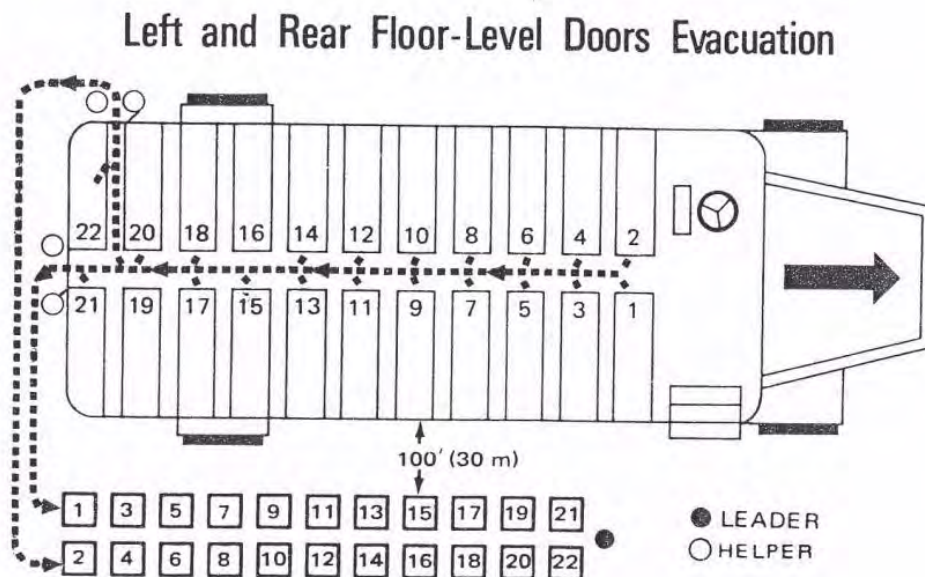 Left and Rear Floor-Level Doors Evacuation
22 20 18 16 14 12 10 8 6 4 2
21 19 17 15 13 11 9 7 5 3 1
100' (30 m)
1 3 5 7 9 11 13 15 17 19 21
2 4 6 8 10 12 14 16 18 20 22
LEADER
HELPER